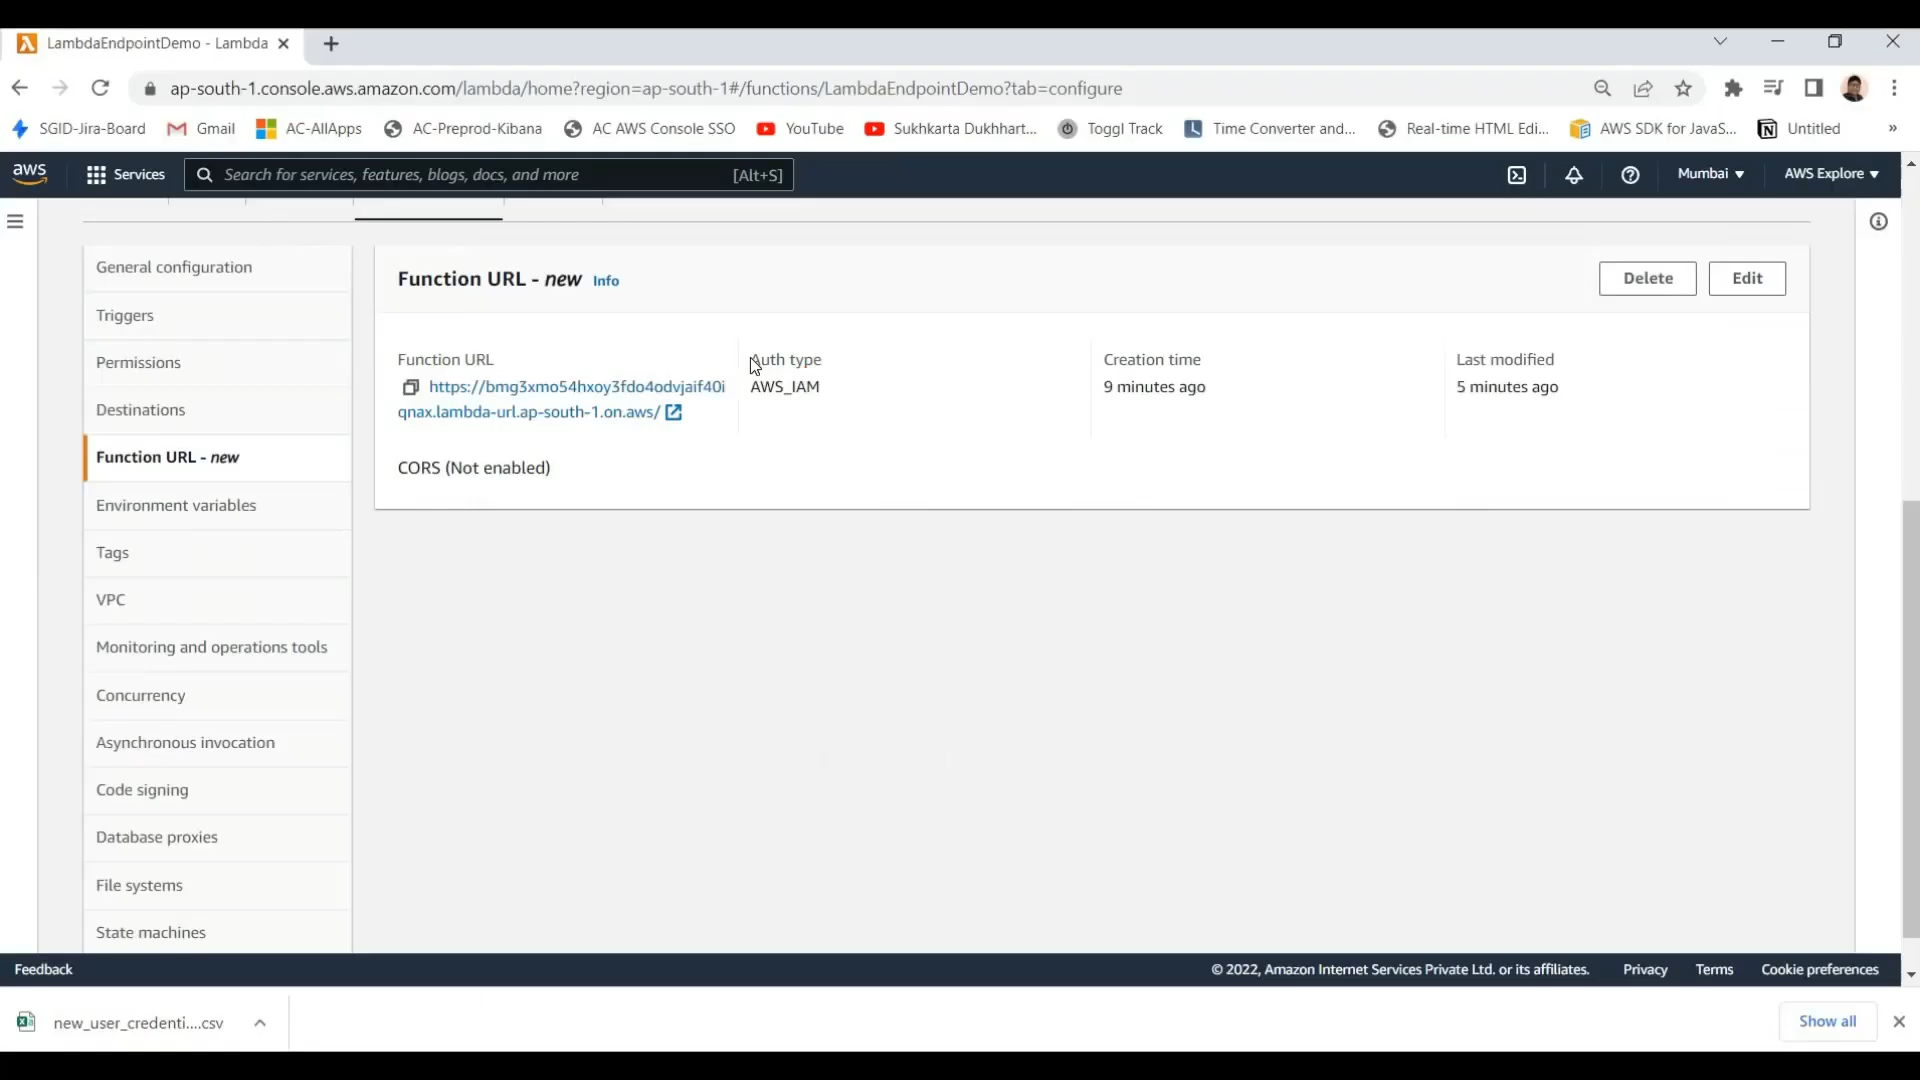 LambdaEndpointDemo - Lambda
ap-south-1.console.aws.amazon.com/lambda/home?region=ap-south-1#/functions/LambdaEndpointDemo?tab=configure
SGID-Jira-Board Gmail AC-AllApps AC-Preprod-Kibana AC AWS Console SSO YouTube Sukhkarta Dukhhart... Toggl Track Time Converter and... Real-time HTML Edi... AWS SDK for JavaS... Untitled »
aws Services Search for services, features, blogs, docs, and more [Alt+S] Mumbai AWS Explore
General configuration
Triggers
Permissions
Destinations
Function URL - new
Environment variables
Tags
VPC
Monitoring and operations tools
Concurrency
Asynchronous invocation
Code signing
Database proxies
File systems
State machines
Function URL - new Info Delete Edit
Function URL
https://bmg3xmo54hxoy3fdo4odvjaif40i
qnax.lambda-url.ap-south-1.on.aws/
Auth type
AWS_IAM
Creation time
9 minutes ago
Last modified
5 minutes ago
CORS (Not enabled)
Feedback © 2022, Amazon Internet Services Private Ltd. or its affiliates. Privacy Terms Cookie preferences
new_user_credenti....csv Show all